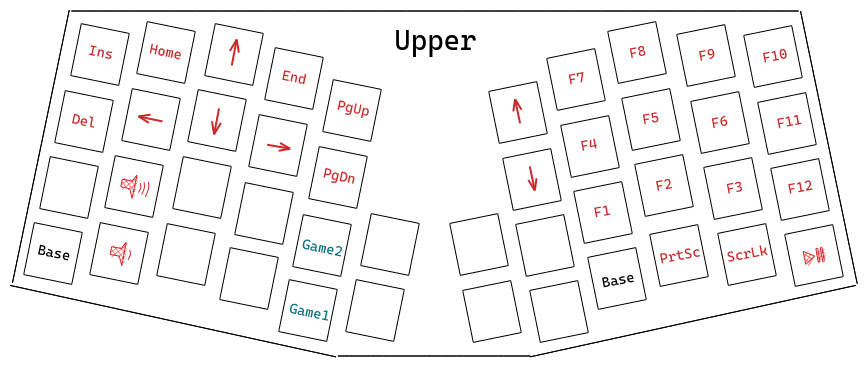 Upper
Ins
Home
↑
End
PgUp
Del
←
↓
→
PgDn
Game2
Base
Game1
↑
F7
F8
F9
F10
↓
F4
F5
F6
F11
F1
F2
F3
F12
Base
PrtSc
ScrLk